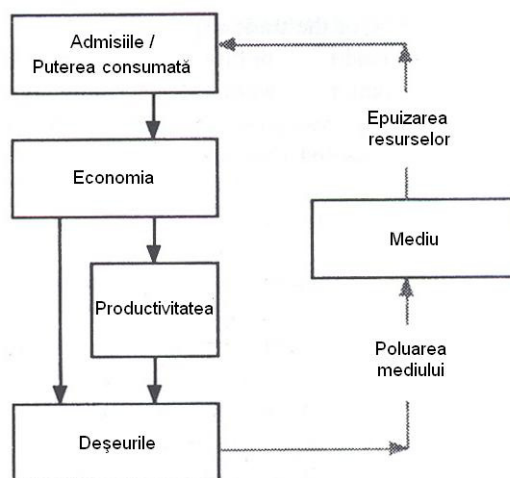 Admisiile /
Puterea consumată
Economia
Productivitatea
Deşeurile
Epuizarea
resurselor
Mediu
Poluarea
mediului